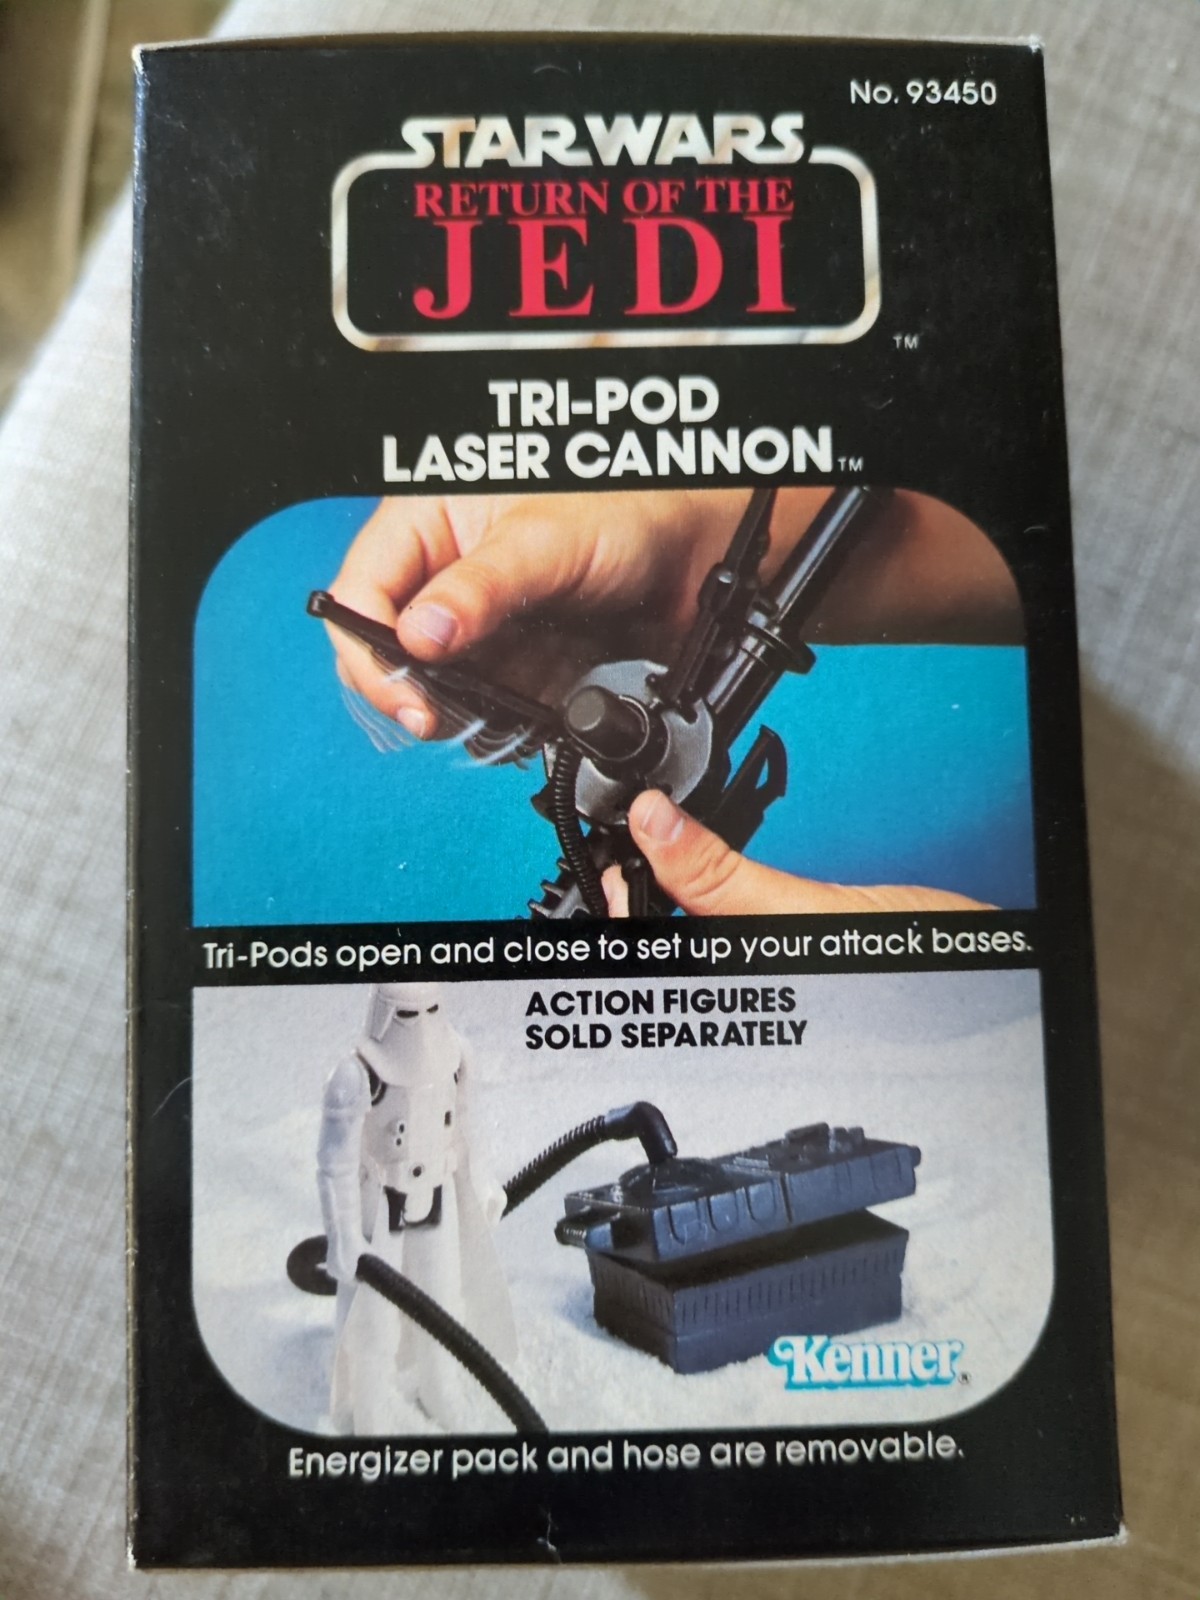 No. 93450
STAR WARS
RETURN OF THE
JEDI
TM
TRI-POD
LASER CANNON TM
Tri-Pods open and close to set up your attack bases.
ACTION FIGURES
SOLD SEPARATELY
Kenner®
Energizer pack and hose are removable.